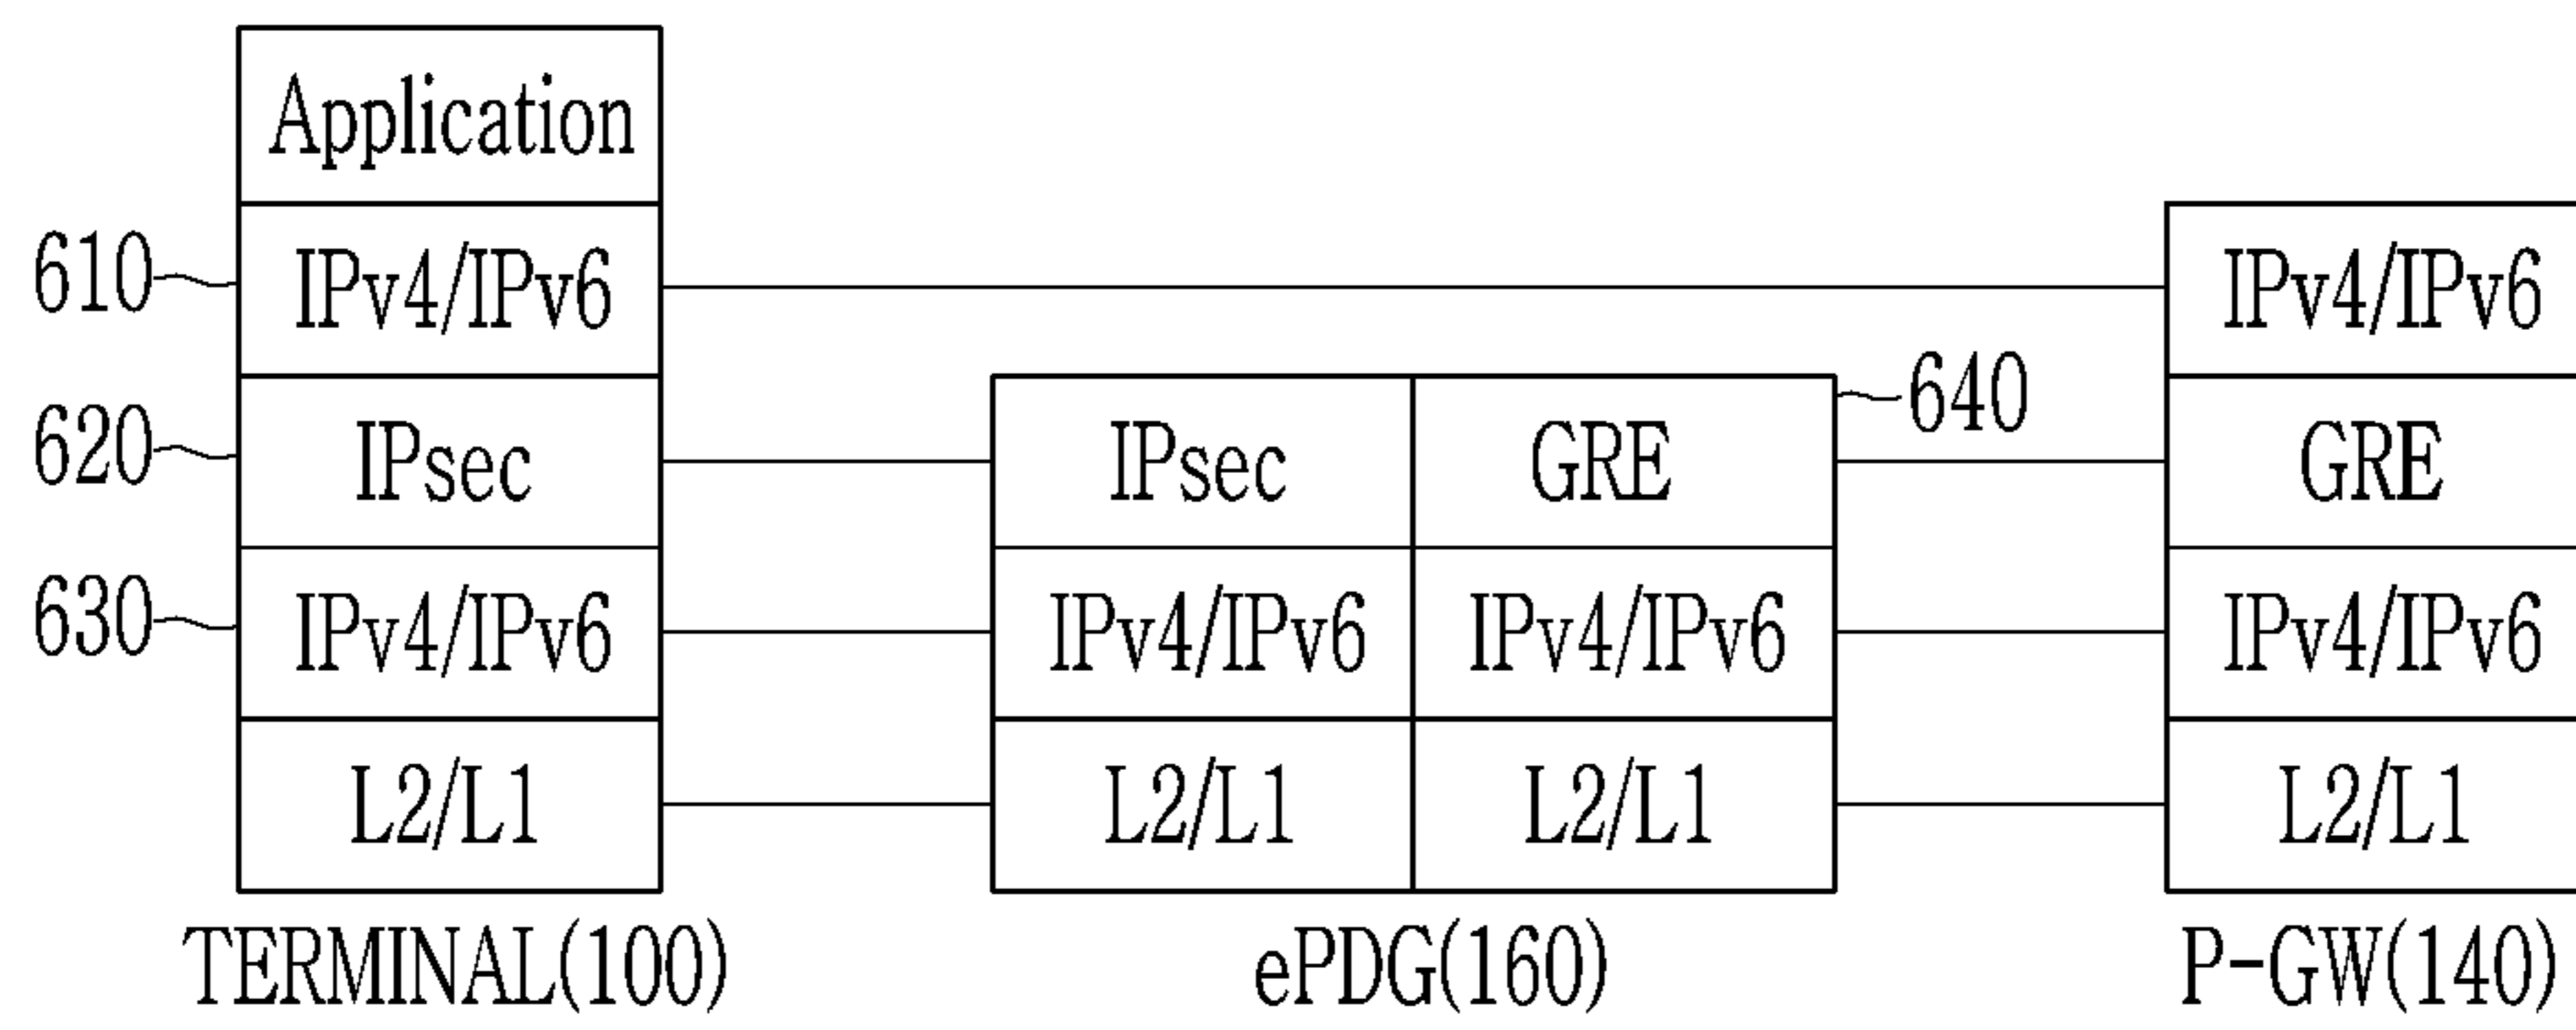 Application
610 IPv4/IPv6 IPv4/IPv6
620 IPsec IPsec GRE 640 GRE
630 IPv4/IPv6 IPv4/IPv6 IPv4/IPv6 IPv4/IPv6
L2/L1 L2/L1 L2/L1 L2/L1
TERMINAL(100) ePDG(160) P-GW(140)